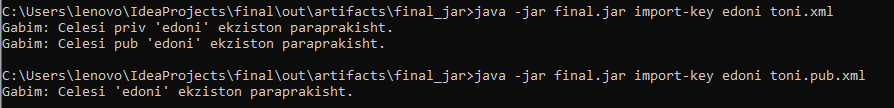 C:\Users\lenovo\IdeaProjects\final\out\artifacts\final_jar>java -jar final.jar import-key edoni toni.xml
Gabim: Celesi priv 'edoni' ekziston paraprakisht.
Gabim: Celesi pub 'edoni' ekziston paraprakisht.
C:\Users\lenovo\IdeaProjects\final\out\artifacts\final_jar>java -jar final.jar import-key edoni toni.pub.xml
Gabim: Celesi 'edoni' ekziston paraprakisht.